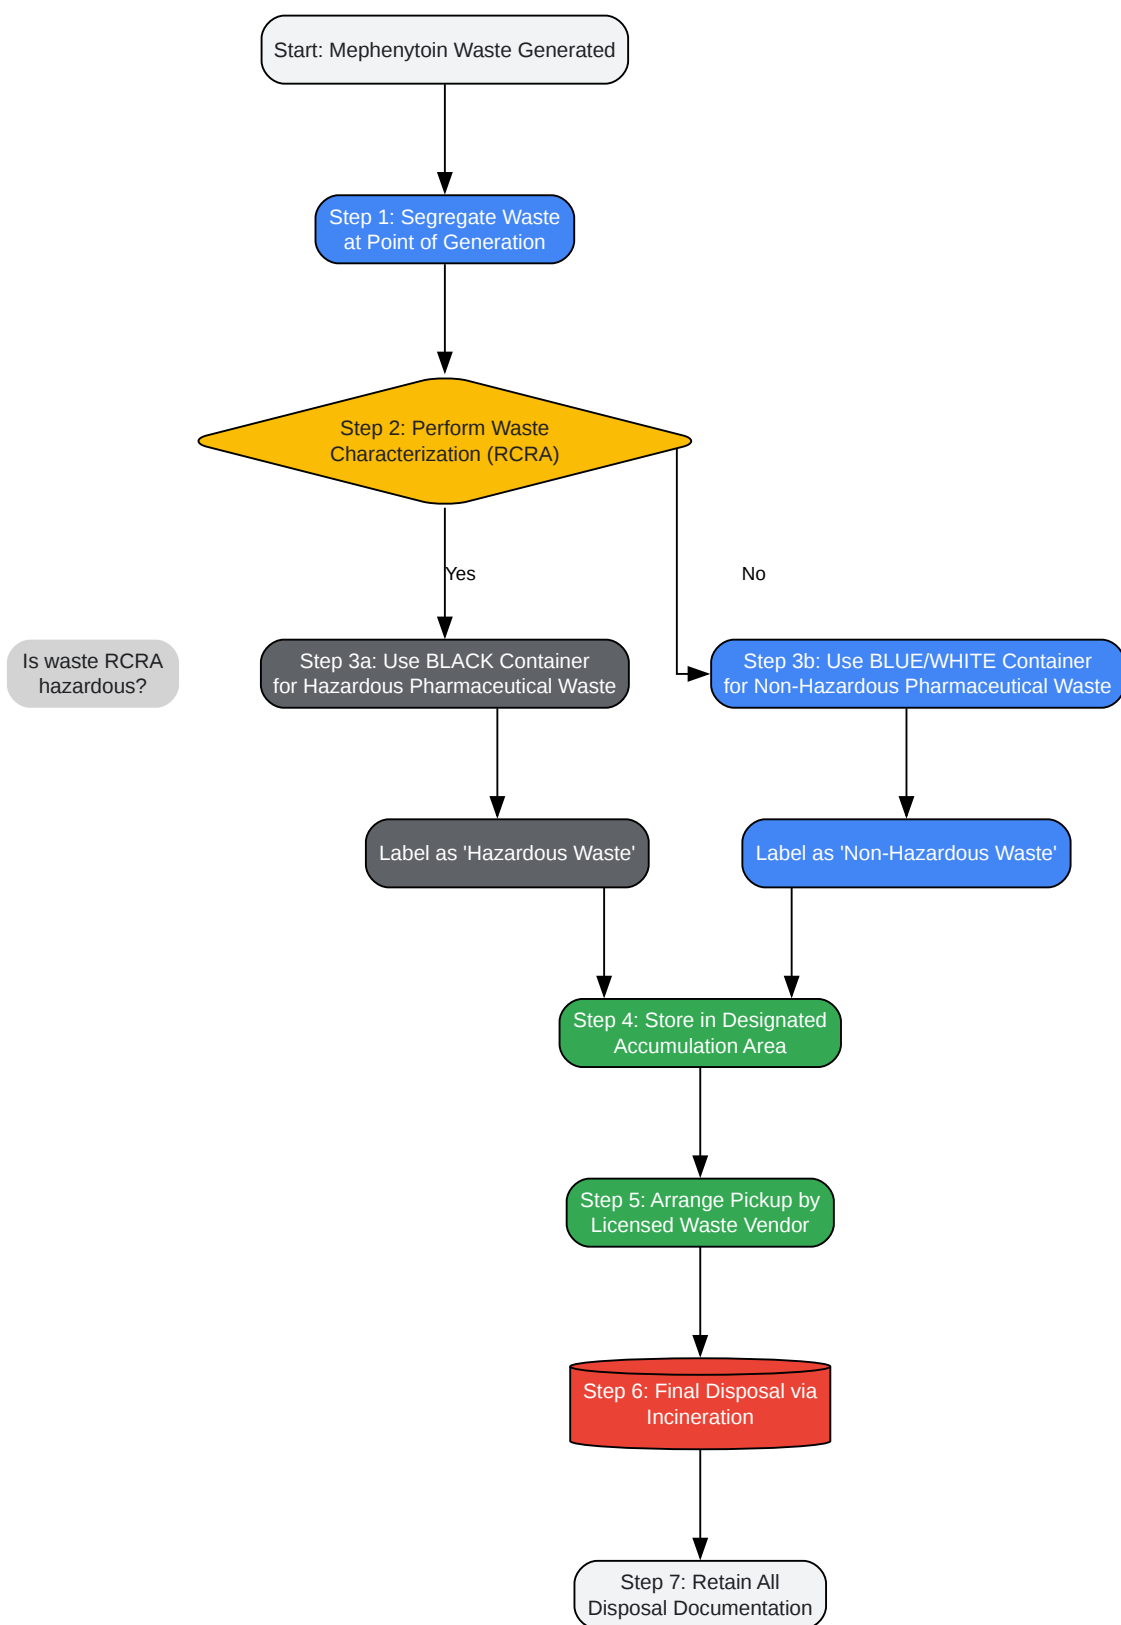 Start: Mephenytoin Waste Generated
Step 1: Segregate Waste
at Point of Generation
Step 2: Perform Waste
Characterization (RCRA)
Yes
No
Is waste RCRA
hazardous?
Step 3a: Use BLACK Container
for Hazardous Pharmaceutical Waste
Step 3b: Use BLUE/WHITE Container
for Non-Hazardous Pharmaceutical Waste
Label as 'Hazardous Waste'
Label as 'Non-Hazardous Waste'
Step 4: Store in Designated
Accumulation Area
Step 5: Arrange Pickup by
Licensed Waste Vendor
Step 6: Final Disposal via
Incineration
Step 7: Retain All
Disposal Documentation